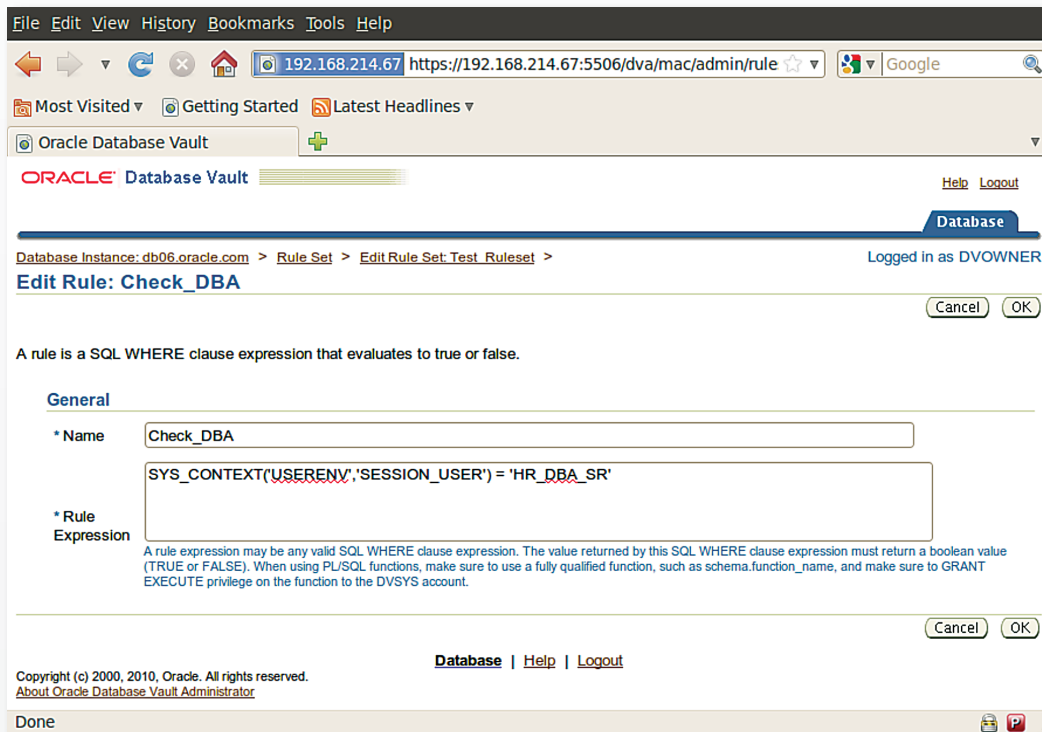 File Edit View History Bookmarks Tools Help
192.168.214.67 https://192.168.214.67:5506/dva/mac/admin/rule Google
Most Visited Getting Started Latest Headlines
Oracle Database Vault
ORACLE Database Vault
Help Logout
Database
Database Instance: db06.oracle.com > Rule Set > Edit Rule Set: Test_Ruleset > Logged in as DVOWNER
Edit Rule: Check_DBA
Cancel OK
A rule is a SQL WHERE clause expression that evaluates to true or false.
General
* Name Check_DBA
SYS_CONTEXT('USERENV','SESSION_USER') = 'HR_DBA_SR'
* Rule
Expression
A rule expression may be any valid SQL WHERE clause expression. The value returned by this SQL WHERE clause expression must return a boolean value
(TRUE or FALSE). When using PL/SQL functions, make sure to use a fully qualified function, such as schema.function_name, and make sure to GRANT
EXECUTE privilege on the function to the DVSYS account.
Cancel OK
Database | Help | Logout
Copyright (c) 2000, 2010, Oracle. All rights reserved.
About Oracle Database Vault Administrator
Done